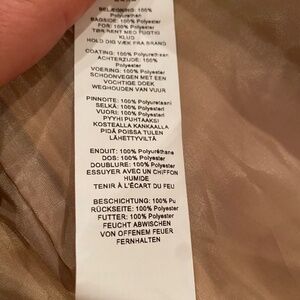 BELÆGNING: 100%
Polyurethan
BAGSIDE: 100% Polyester
FOR: 100% Polyester
TØR RENT MED FUGTIG
KLUD
HOLD DIG VÆK FRA BRAND
COATING: 100% Polyurethaan
ACHTERZIJDE: 100%
Polyester
VOERING: 100% Polyester
SCHOONVEGEN MET EEN
VOCHTIGE DOEK
WEGHOUDEN VAN VUUR
PINNOITE: 100% Polyuretaani
SELKÄ: 100% Polyesteri
VUORI: 100% Polyesteri
PYYHI PUHTAAKSI
KOSTEALLA KANKAALLA
PIDÄ POISSA TULEN
LÄHETTYVILTÄ
ENDUIT: 100% Polyuréthane
DOS: 100% Polyester
DOUBLURE: 100% Polyester
ESSUYER AVEC UN CHIFFON
HUMIDE
TENIR À L'ÉCART DU FEU
BESCHICHTUNG: 100% Pu
RÜCKSEITE: 100% Polyester
FUTTER: 100% Polyester
FEUCHT ABWISCHEN
VON OFFENEM FEUER
FERNHALTEN